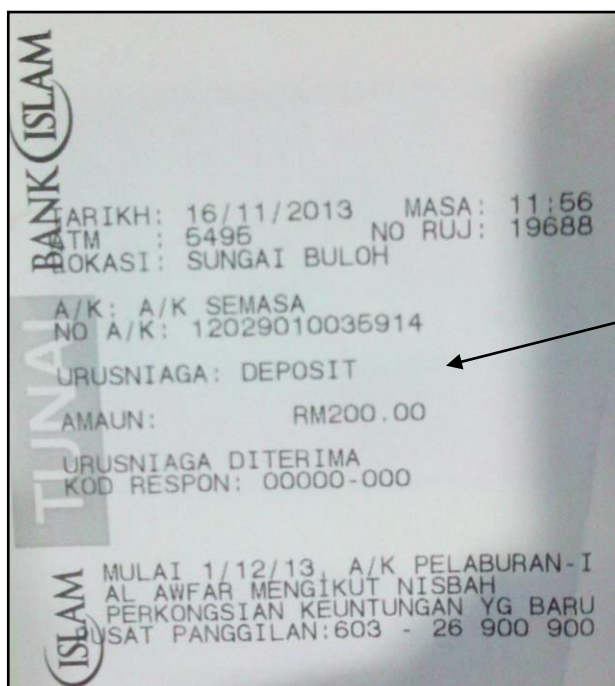 BANK ISLAM
TARIKH: 16/11/2013 MASA: 11:56
ATM : 5495 NO RUJ: 19688
LOKASI: SUNGAI BULOH
A/K: A/K SEMASA
NO A/K: 12029010035914
URUSNIAGA: DEPOSIT
AMAUN: RM200.00
URUSNIAGA DITERIMA
KOD RESPON: 00000-000
TUNAI
MULAI 1/12/13, A/K PELABURAN-I
AL AWFAR MENGIKUT NISBAH
PERKONGSIAN KEUNTUNGAN YG BARU
PUSAT PANGGILAN:603 - 26 900 900
ISLAM